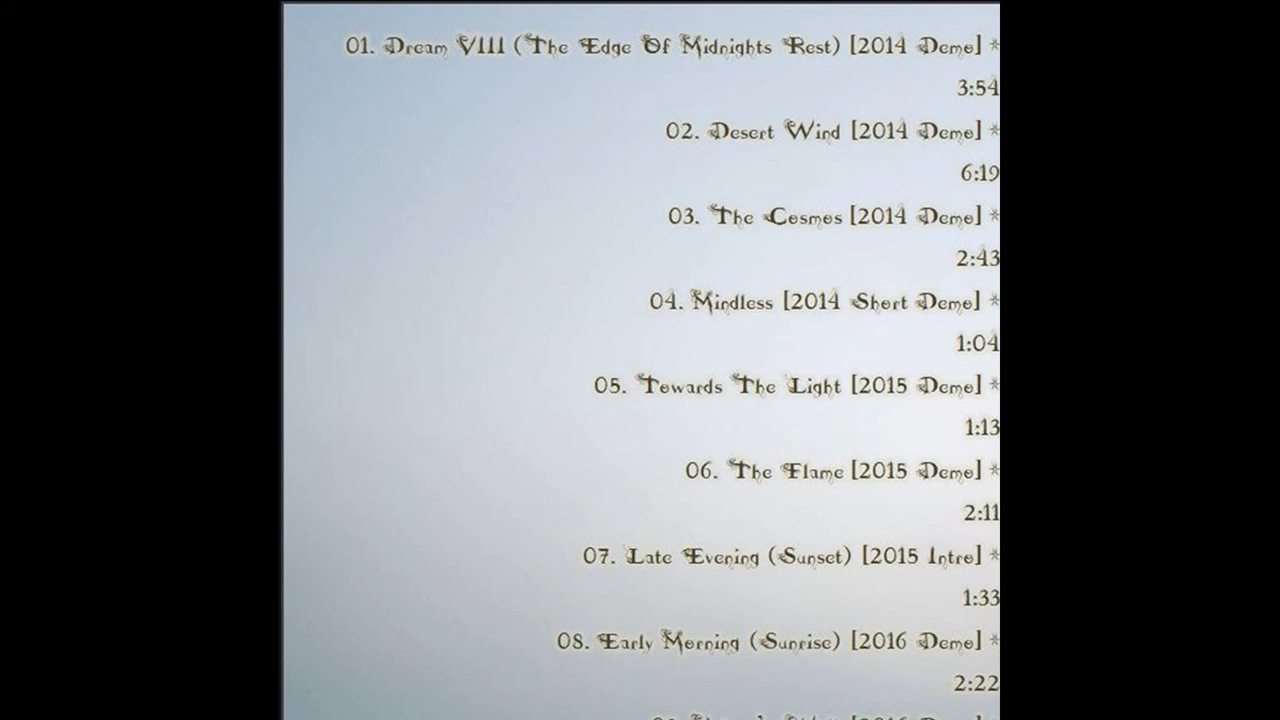 01. Dream VIII (The Edge Of Midnights Rest) [2014 Demo] *
3:54
02. Desert Wind [2014 Demo] *
6:19
03. The Cosmos [2014 Demo] *
2:43
04. Mindless [2014 Short Demo] *
1:04
05. Towards The Light [2015 Demo] *
1:13
06. The Flame [2015 Demo] *
2:11
07. Late Evening (Sunset) [2015 Intro] *
1:33
08. Early Morning (Sunrise) [2016 Demo] *
2:22